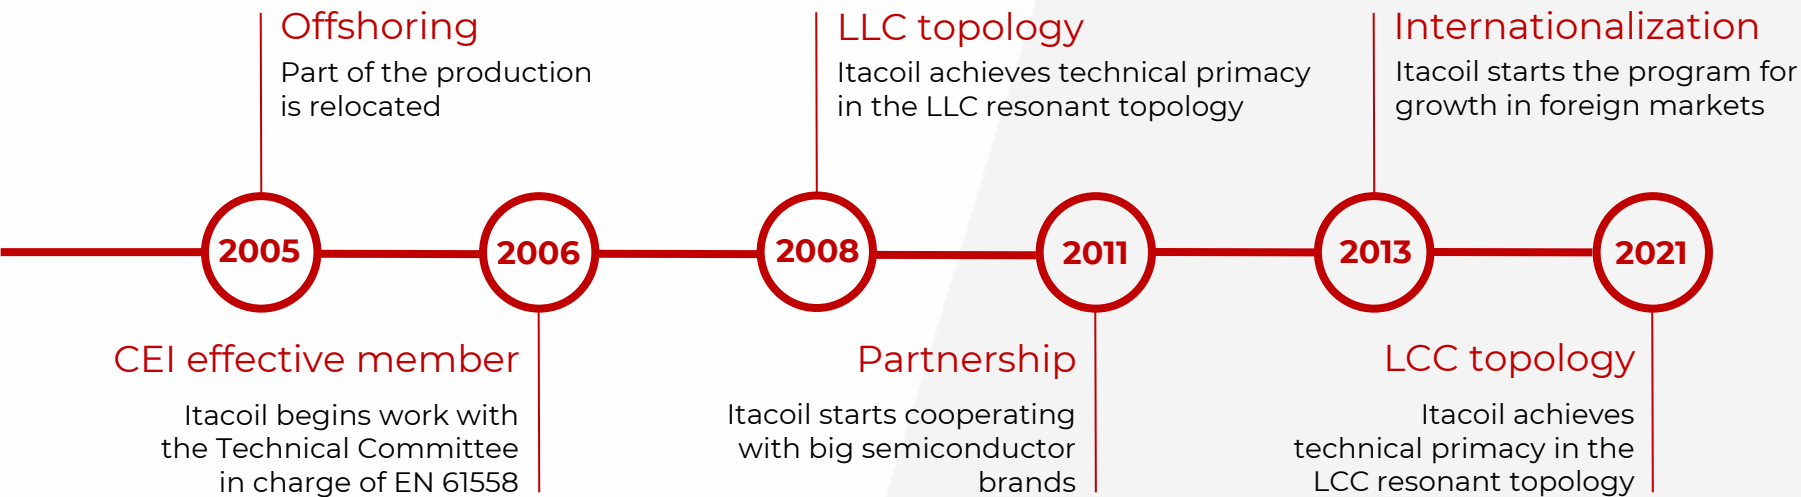 Offshoring
Part of the production
is relocated
LLC topology
Itacoil achieves technical primacy
in the LLC resonant topology
Internationalization
Itacoil starts the program for
growth in foreign markets
2005
2006
2008
2011
2013
2021
CEI effective member
Itacoil begins work with
the Technical Committee
in charge of EN 61558
Partnership
Itacoil starts cooperating
with big semiconductor
brands
LCC topology
Itacoil achieves
technical primacy in the
LCC resonant topology